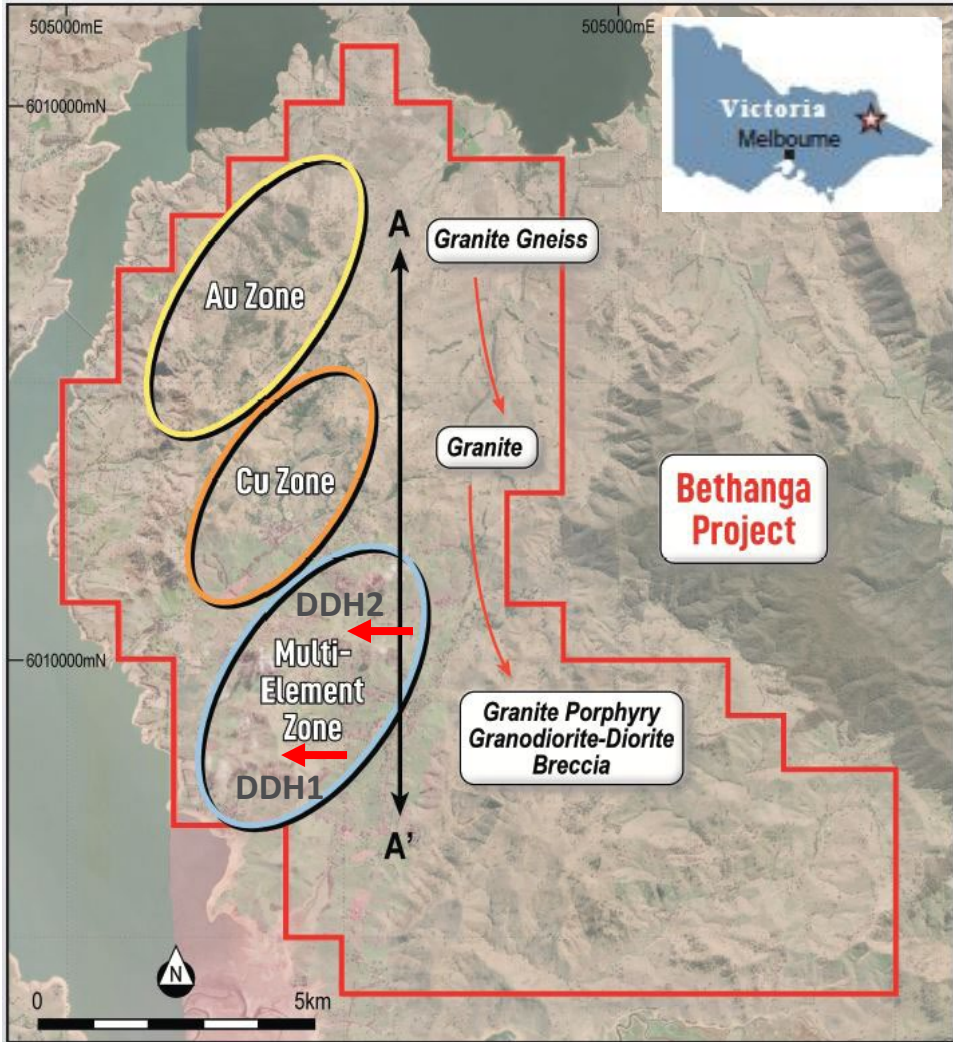 505000mE
505000mE
6010000mN
Victoria
Melbourne
A
Granite Gneiss
Au Zone
Granite
Cu Zone
Bethanga
Project
DDH2
6010000mN
Multi-
Element
Zone
Granite Porphyry
Granodiorite-Diorite
Breccia
DDH1
A'
N
0
5km